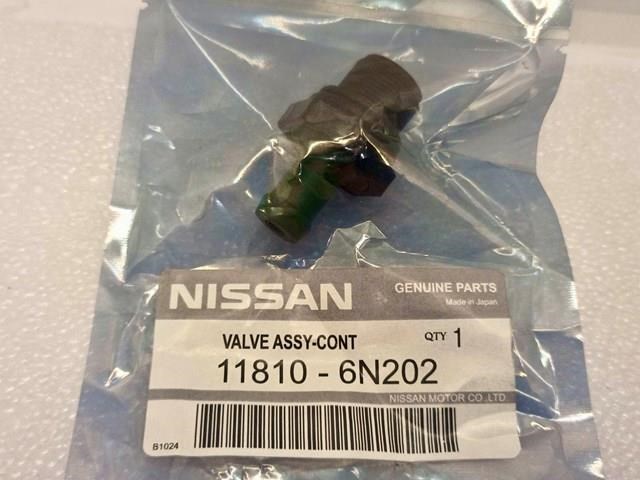 NISSAN
GENUINE PARTS
Made in Japan
VALVE ASSY-CONT QTY 1
11810 - 6N202
NISSAN MOTOR CO.,LTD
B1024